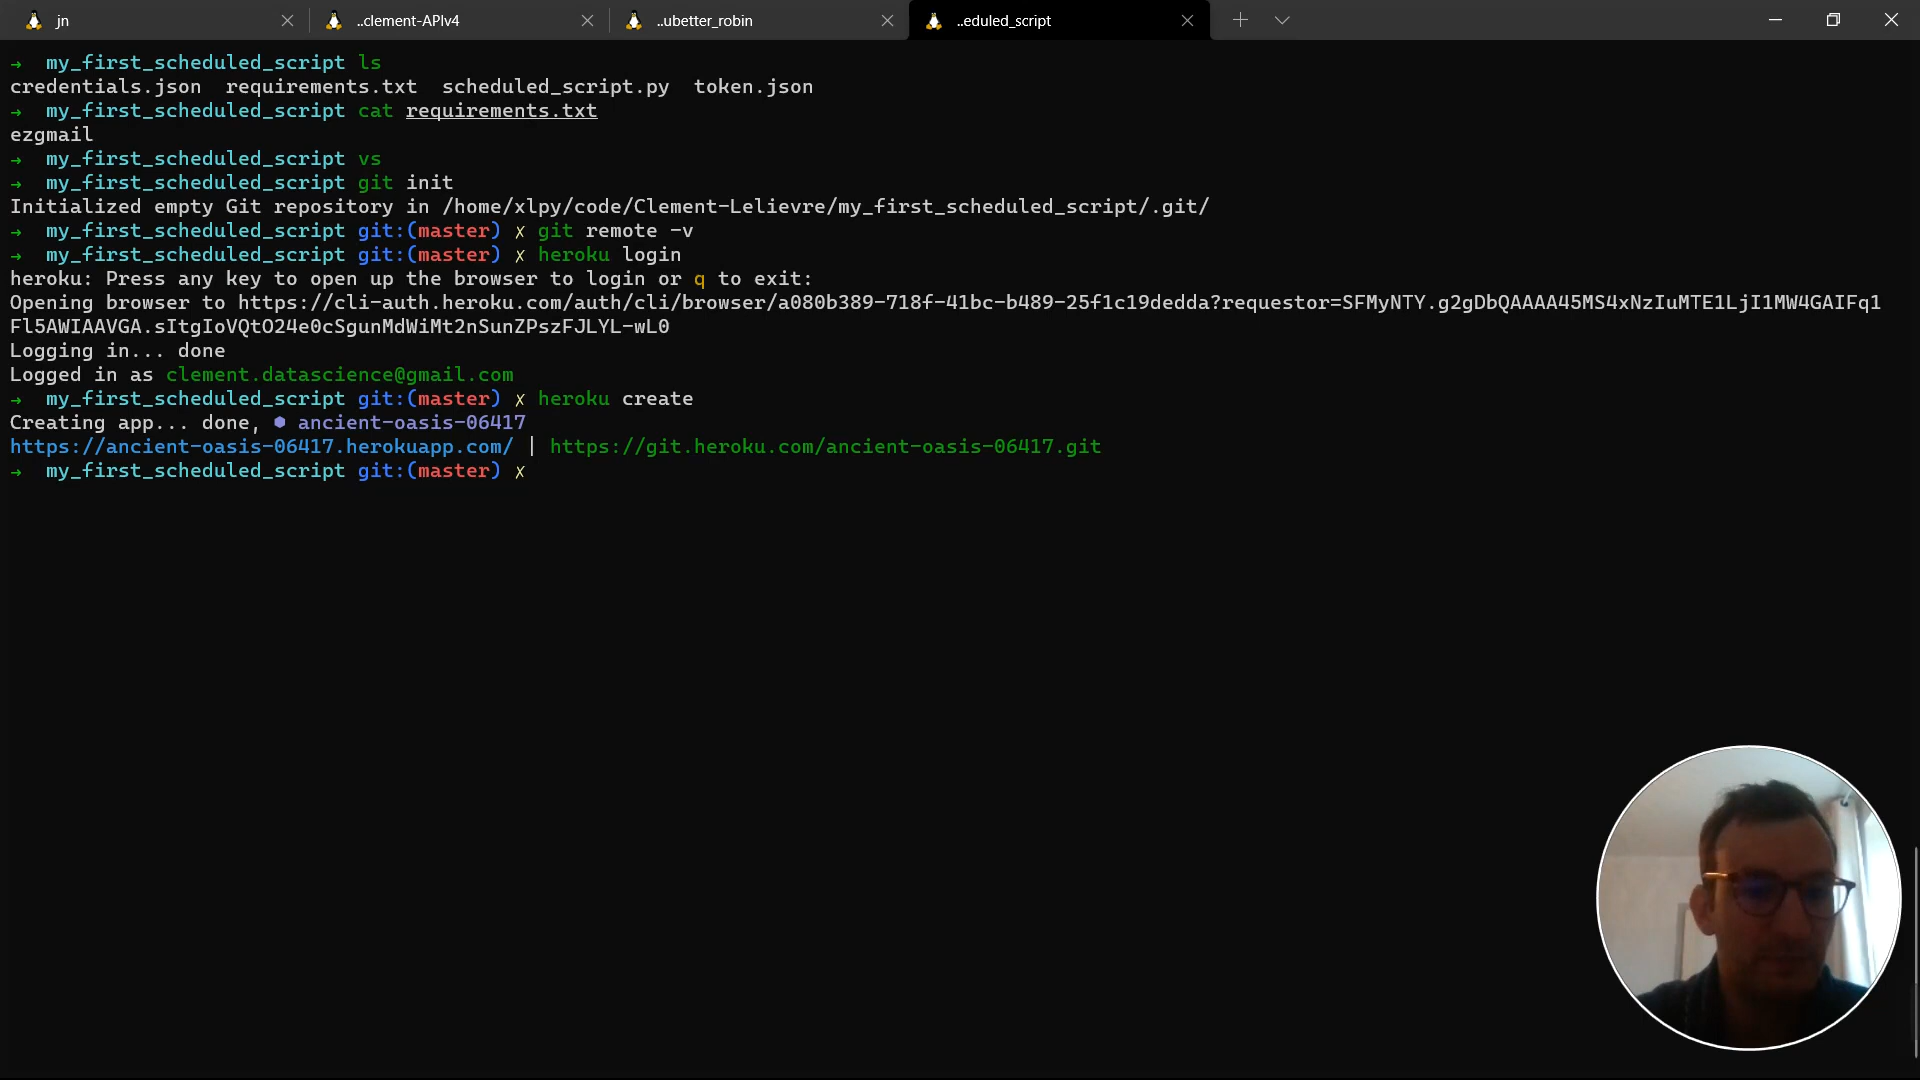 jn
..clement-APIv4
..ubetter_robin
..eduled_script
→ my_first_scheduled_script ls
credentials.json requirements.txt scheduled_script.py token.json
→ my_first_scheduled_script cat requirements.txt
ezgmail
→ my_first_scheduled_script vs
→ my_first_scheduled_script git init
Initialized empty Git repository in /home/xlpy/code/Clement-Lelievre/my_first_scheduled_script/.git/
→ my_first_scheduled_script git:(master) ✗ git remote -v
→ my_first_scheduled_script git:(master) ✗ heroku login
heroku: Press any key to open up the browser to login or q to exit:
Opening browser to https://cli-auth.heroku.com/auth/cli/browser/a080b389-718f-41bc-b489-25f1c19dedda?requestor=SFMyNTY.g2gDbQAAAA45MS4xNzIuMTE1LjI1MW4GAIFq1
Fl5AWIAAVGA.sItgIoVQtO24e0cSgunMdWiMt2nSunZPszFJLYL-wL0
Logging in... done
Logged in as clement.datascience@gmail.com
→ my_first_scheduled_script git:(master) ✗ heroku create
Creating app... done, ⬢ ancient-oasis-06417
https://ancient-oasis-06417.herokuapp.com/ | https://git.heroku.com/ancient-oasis-06417.git
→ my_first_scheduled_script git:(master) ✗